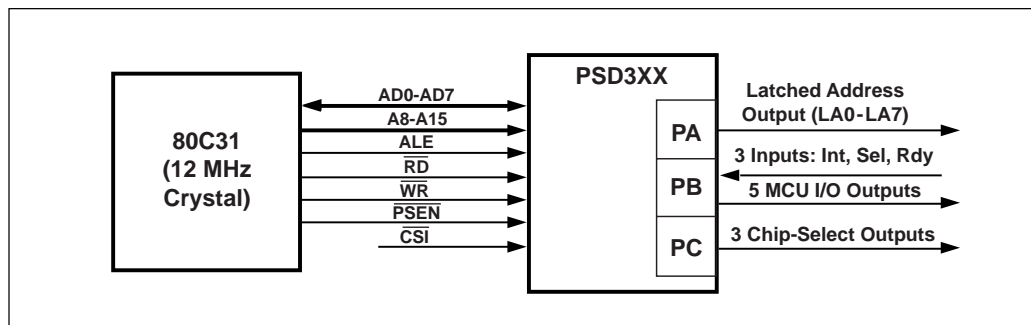 80C31
(12 MHz
Crystal)
AD0-AD7
A8-A15
ALE
RD
WR
PSEN
CSI
PSD3XX
PA
PB
PC
Latched Address
Output (LA0-LA7)
3 Inputs: Int, Sel, Rdy
5 MCU I/O Outputs
3 Chip-Select Outputs